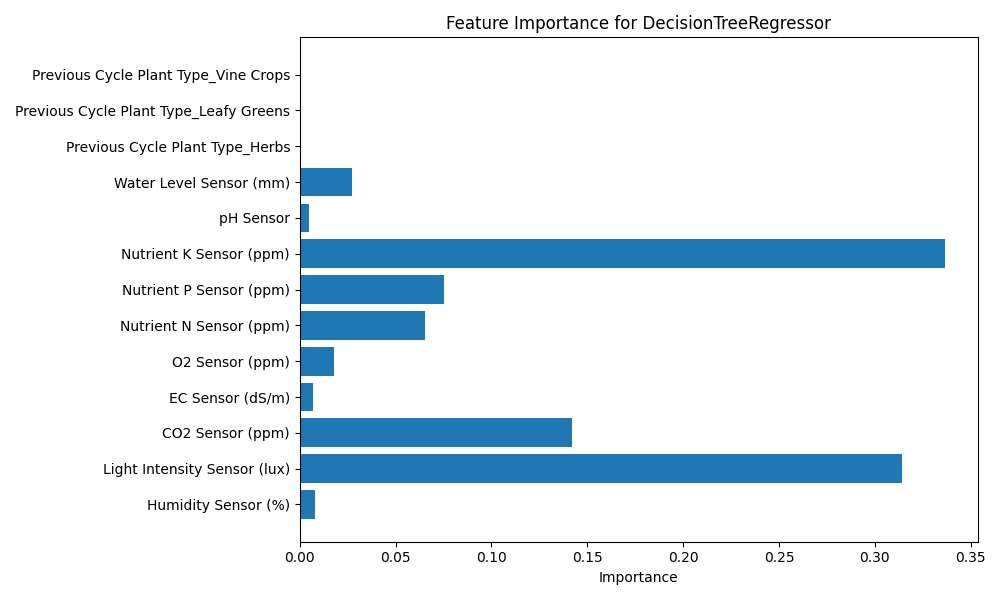 Feature Importance for DecisionTreeRegressor
Previous Cycle Plant Type_Vine Crops
Previous Cycle Plant Type_Leafy Greens
Previous Cycle Plant Type_Herbs
Water Level Sensor (mm)
pH Sensor
Nutrient K Sensor (ppm)
Nutrient P Sensor (ppm)
Nutrient N Sensor (ppm)
O2 Sensor (ppm)
EC Sensor (dS/m)
CO2 Sensor (ppm)
Light Intensity Sensor (lux)
Humidity Sensor (%)
0.00 0.05 0.10 0.15 0.20 0.25 0.30 0.35
Importance